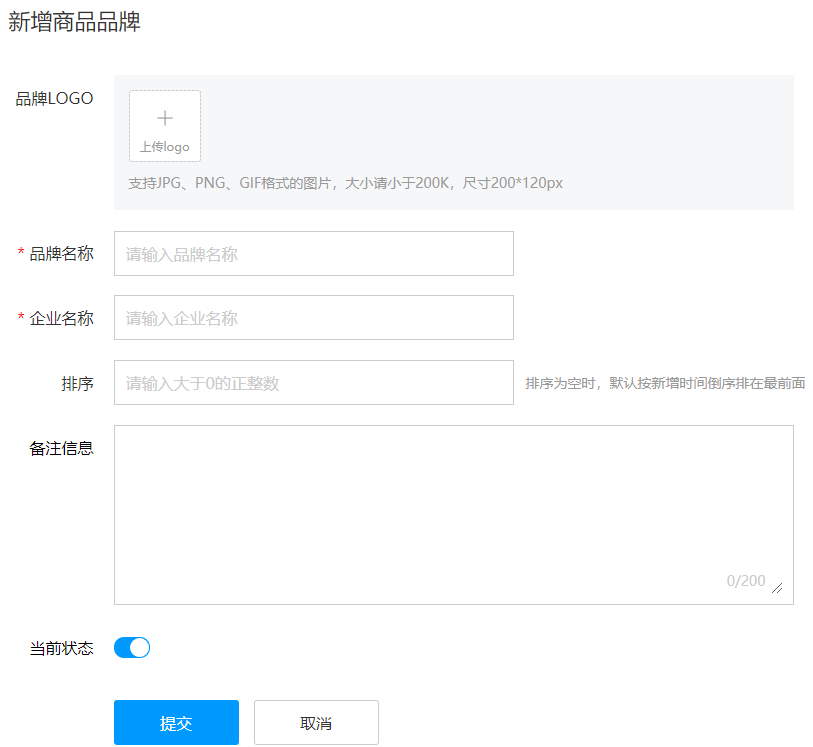 新增商品品牌
品牌LOGO
上传logo
支持JPG、PNG、GIF格式的图片，大小请小于200K，尺寸200*120px
* 品牌名称 请输入品牌名称
* 企业名称 请输入企业名称
排序 请输入大于0的正整数 排序为空时，默认按新增时间倒序排在最前面
备注信息
0/200
当前状态
提交 取消